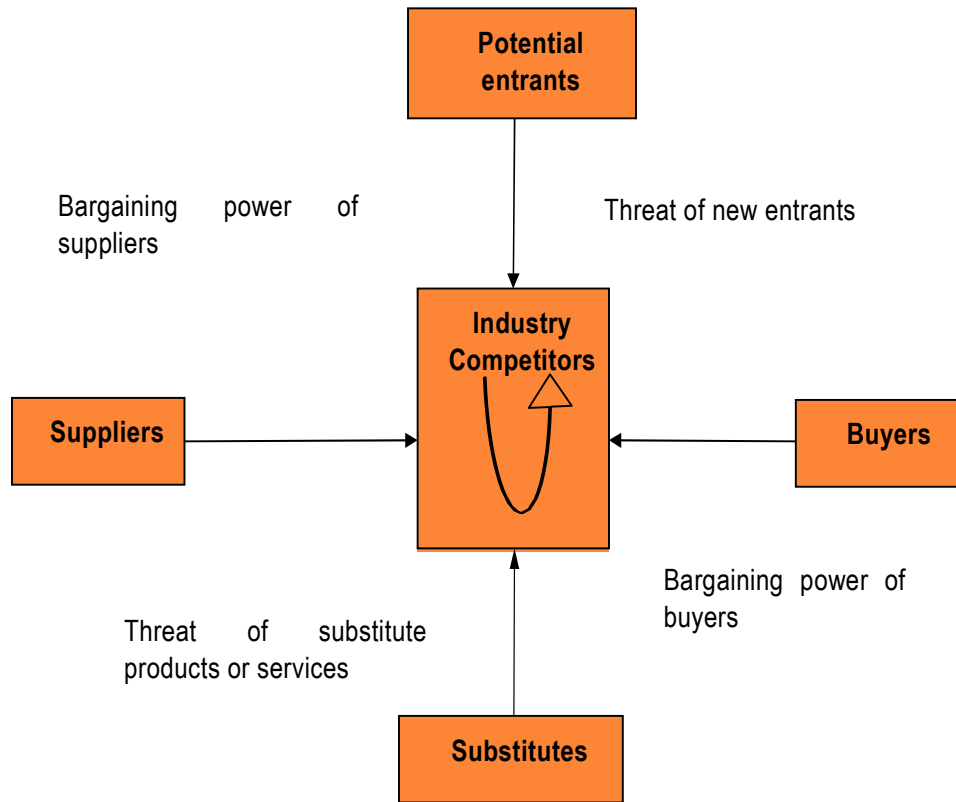 Potential
entrants
Bargaining power of
suppliers
Threat of new entrants
Industry
Competitors
Suppliers
Buyers
Bargaining power of
buyers
Threat of substitute
products or services
Substitutes